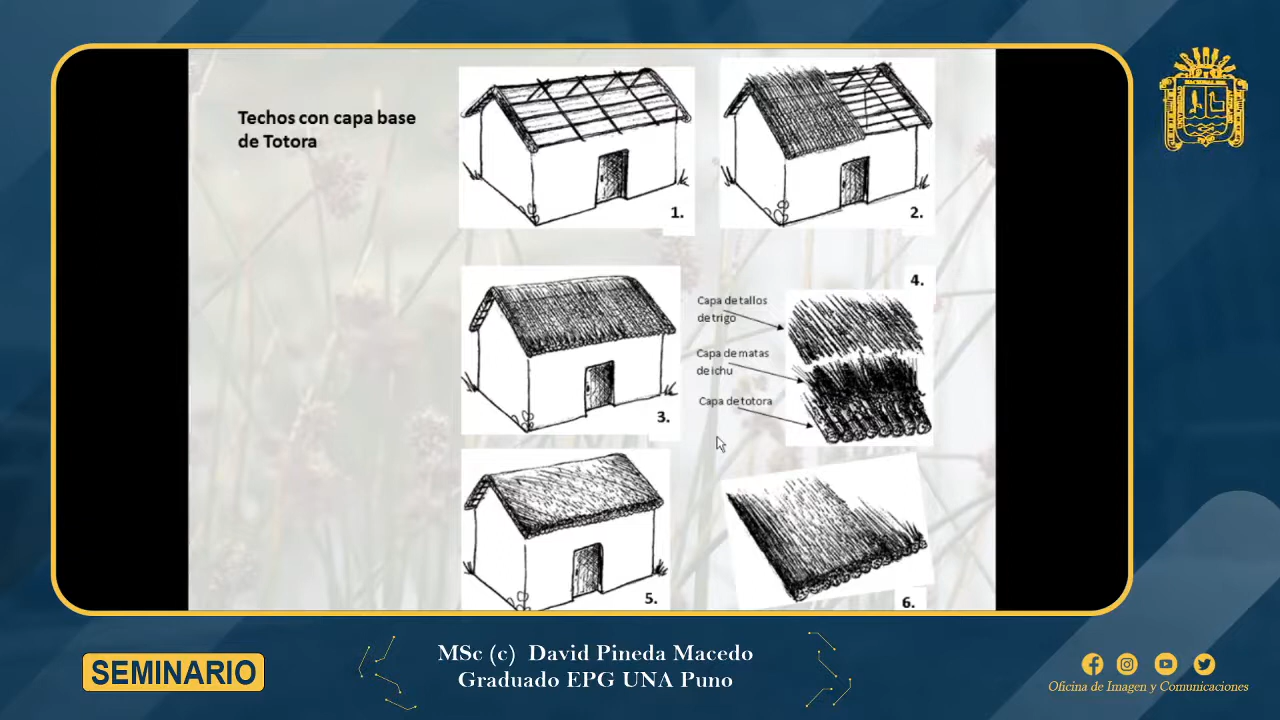 Techos con capa base
de Totora
1.
2.
3.
4.
Capa de tallos
de trigo
Capa de matas
de ichu
Capa de totora
5.
6.
SEMINARIO
MSc (c) David Pineda Macedo
Graduado EPG UNA Puno
Oficina de Imagen y Comunicaciones